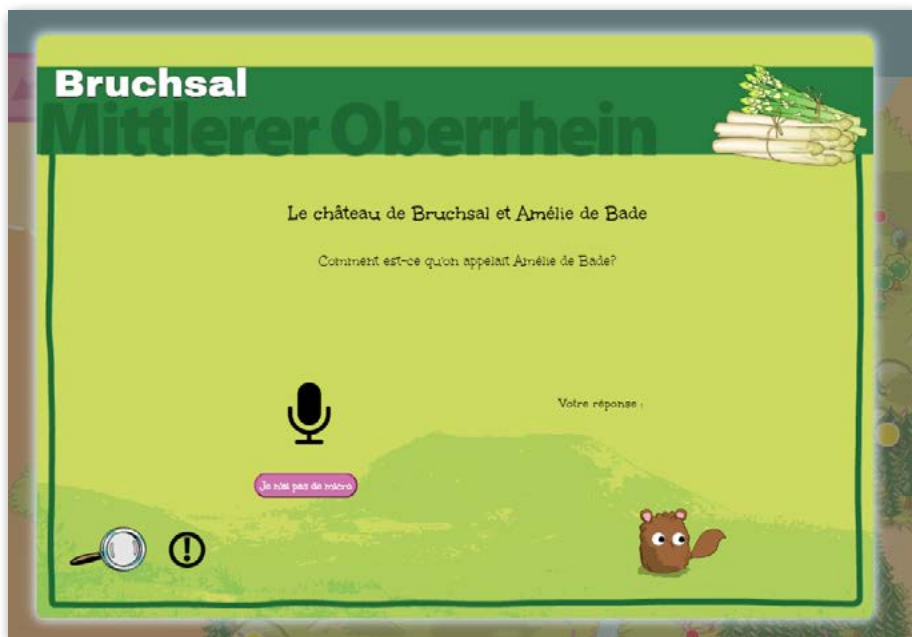 Bruchsal
Mittlerer Oberrhein
Le château de Bruchsal et Amélie de Bade
Comment est-ce qu'on appelait Amélie de Bade?
Votre réponse :
Je n'ai pas de micro